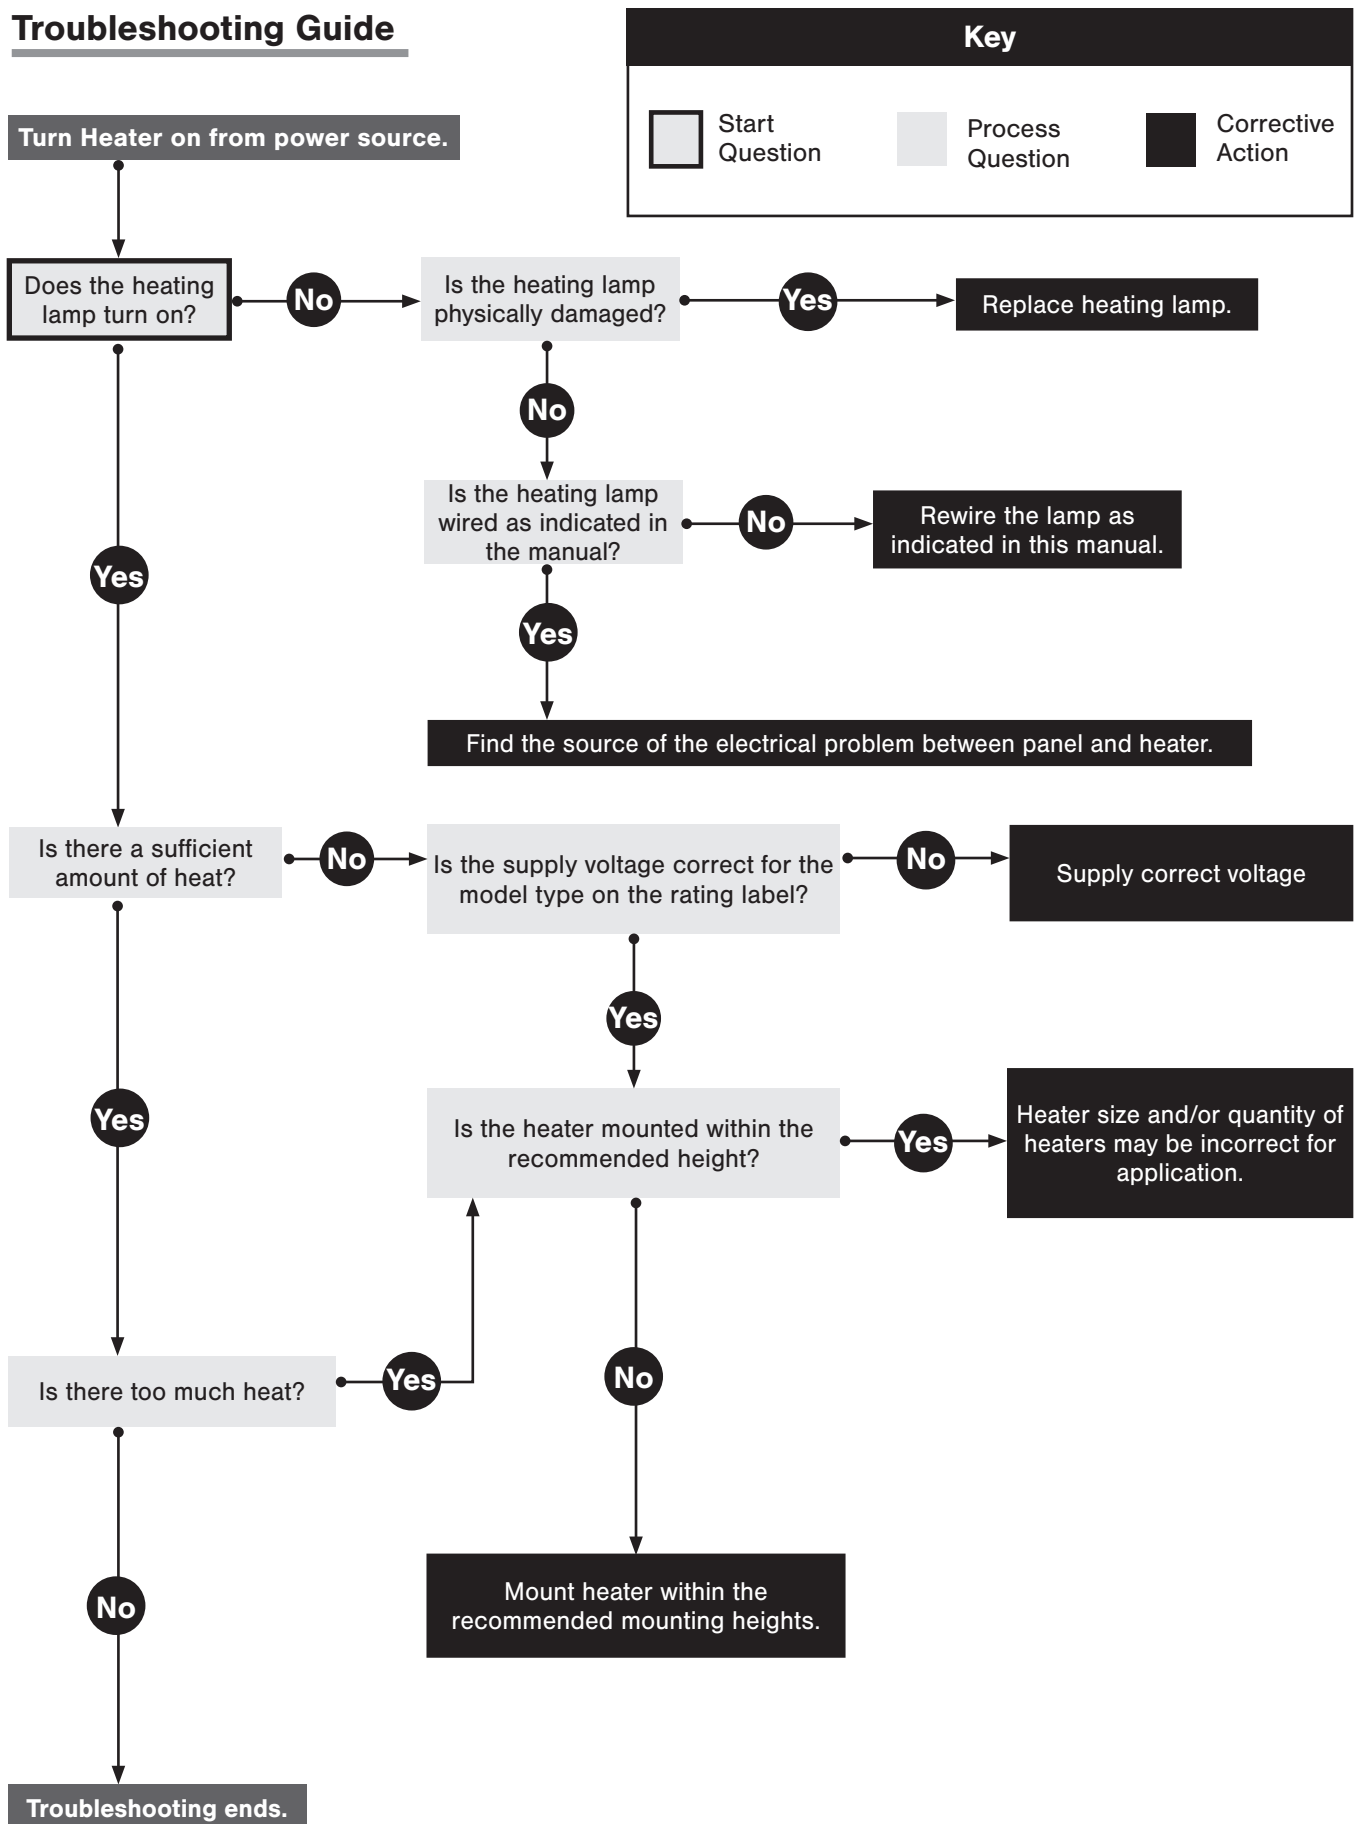 Troubleshooting Guide
Key
Start
Question
Process
Question
Corrective
Action
Turn Heater on from power source.
Does the heating
lamp turn on?
No
Is the heating lamp
physically damaged?
Yes
Replace heating lamp.
No
Is the heating lamp
wired as indicated in
the manual?
No
Rewire the lamp as
indicated in this manual.
Yes
Yes
Find the source of the electrical problem between panel and heater.
Is there a sufficient
amount of heat?
No
Is the supply voltage correct for the
model type on the rating label?
No
Supply correct voltage
Yes
Yes
Is the heater mounted within the
recommended height?
Yes
Heater size and/or quantity of
heaters may be incorrect for
application.
Is there too much heat?
Yes
No
No
Mount heater within the
recommended mounting heights.
Troubleshooting ends.